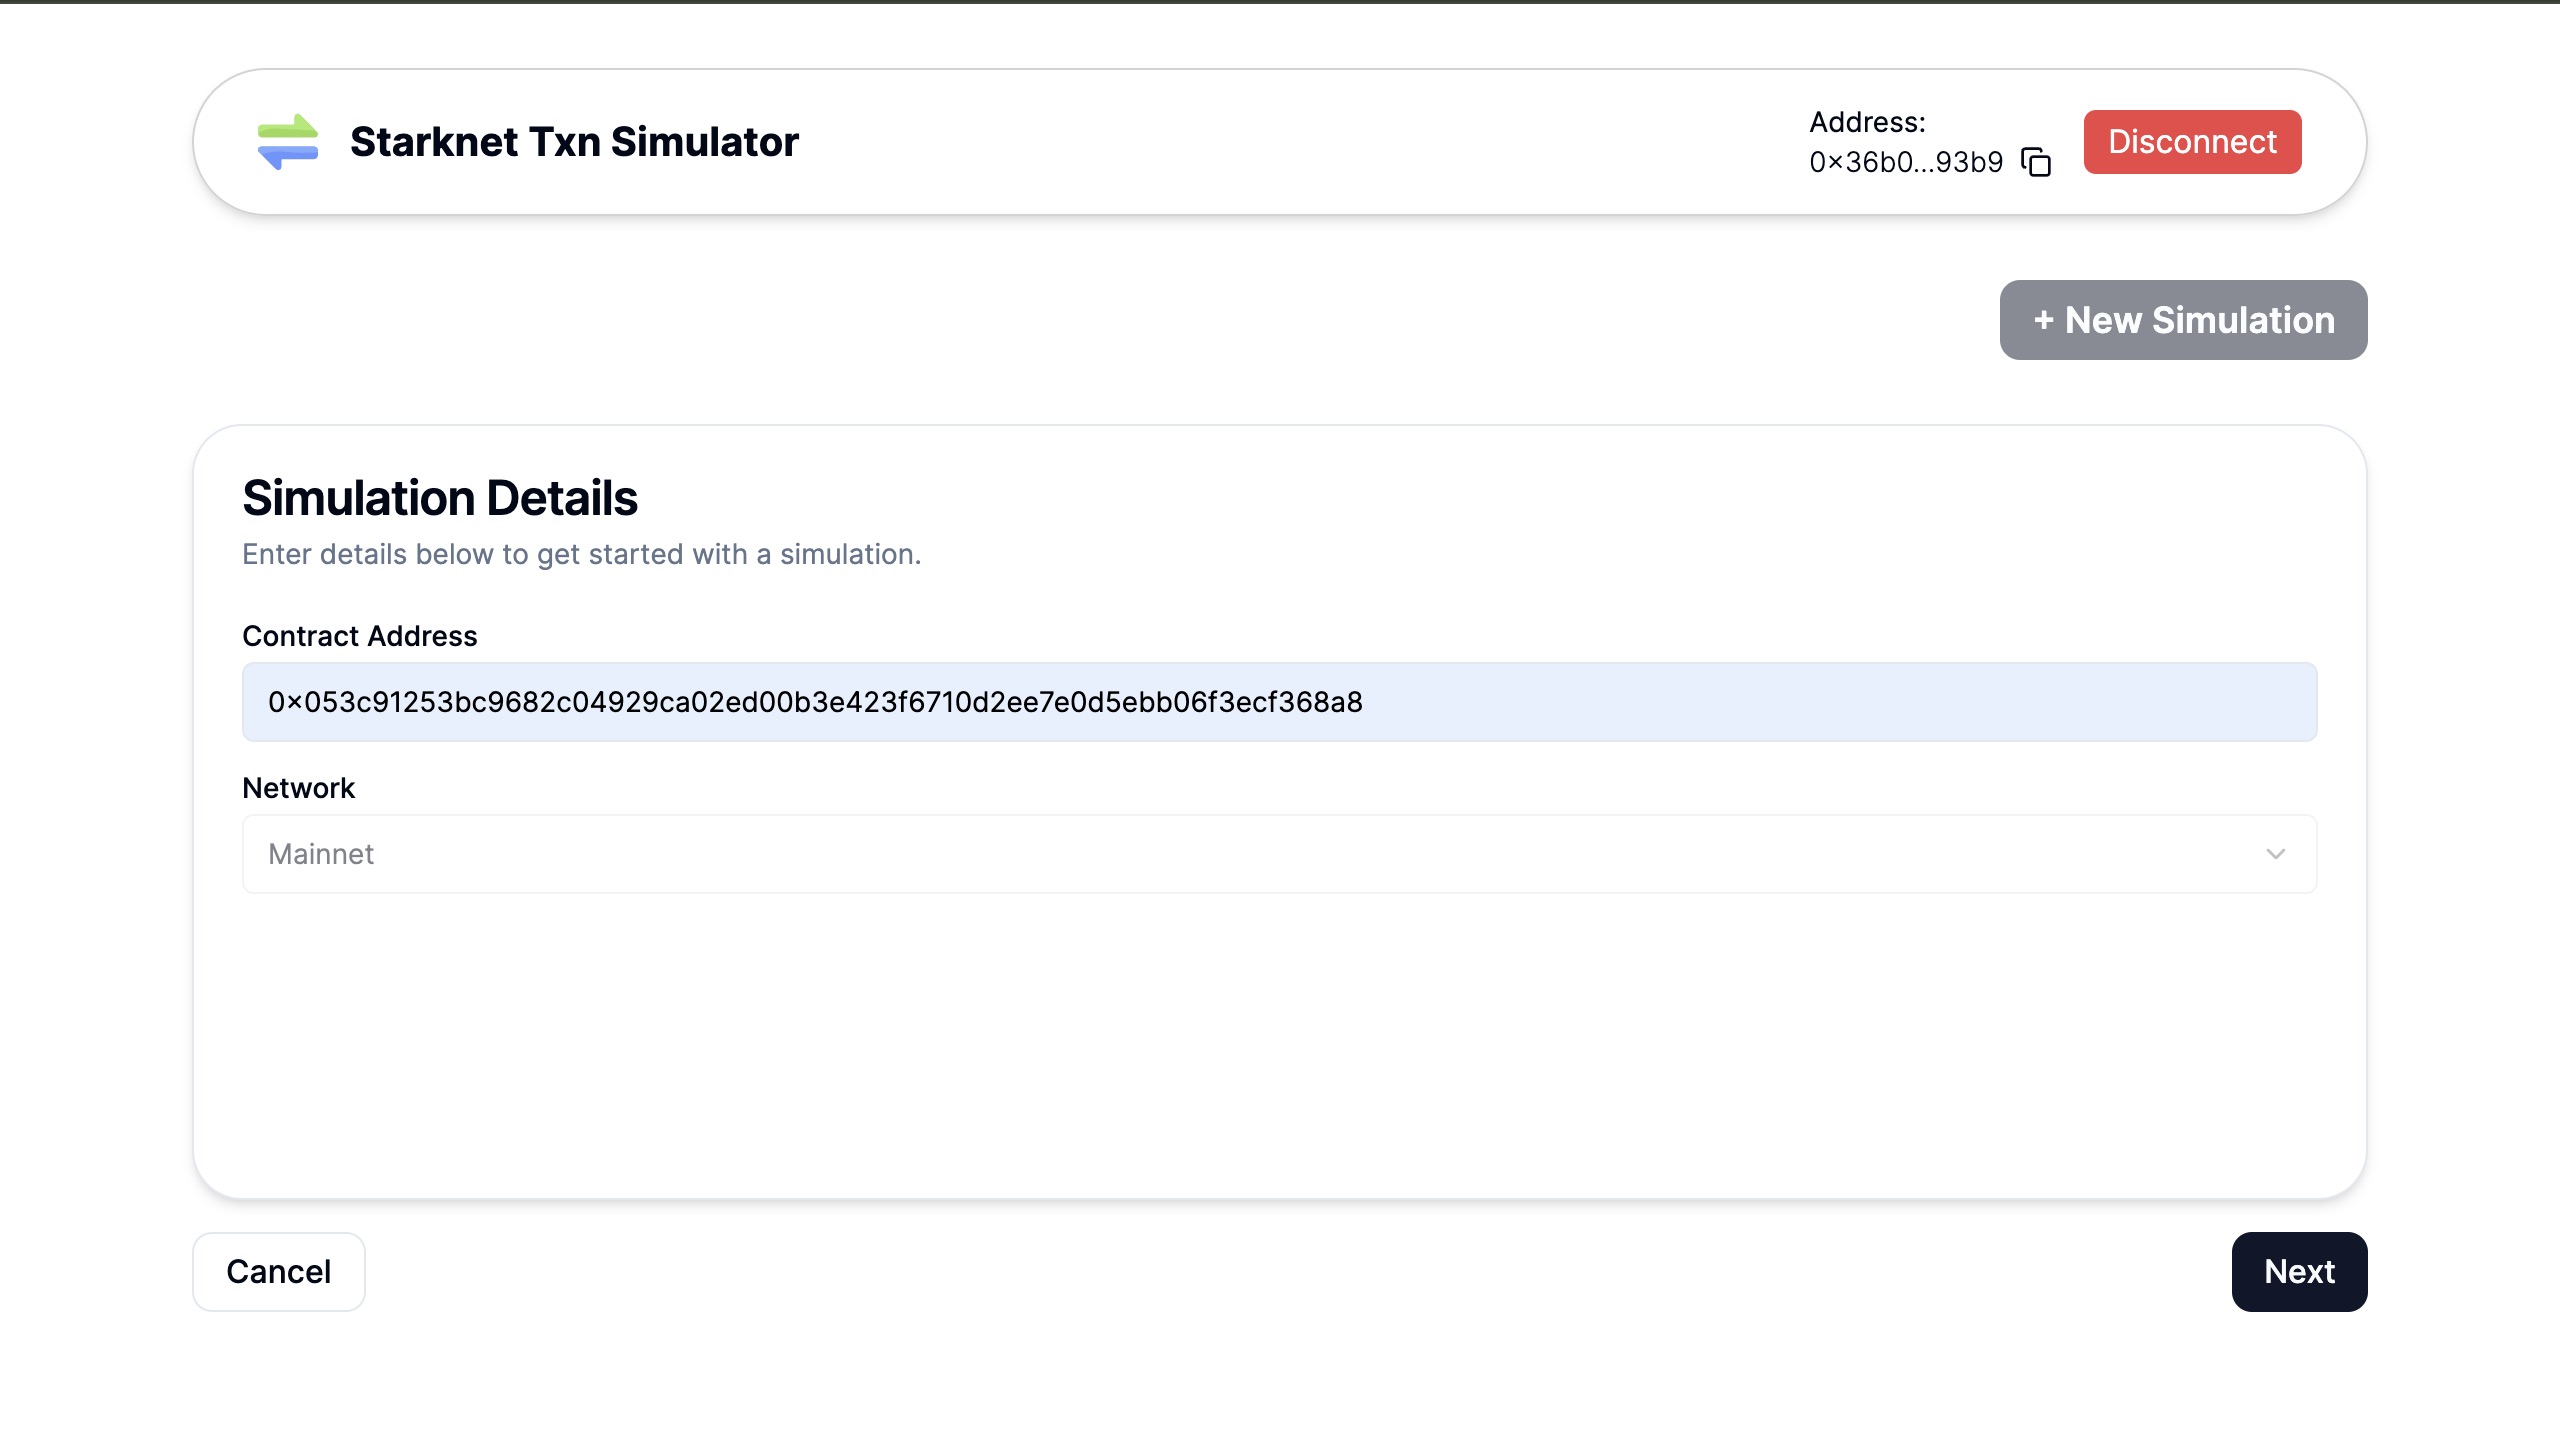 Starknet Txn Simulator
Address:
0x36b0...93b9
Disconnect
+ New Simulation
Simulation Details
Enter details below to get started with a simulation.
Contract Address
0x053c91253bc9682c04929ca02ed00b3e423f6710d2ee7e0d5ebb06f3ecf368a8
Network
Mainnet
Cancel
Next